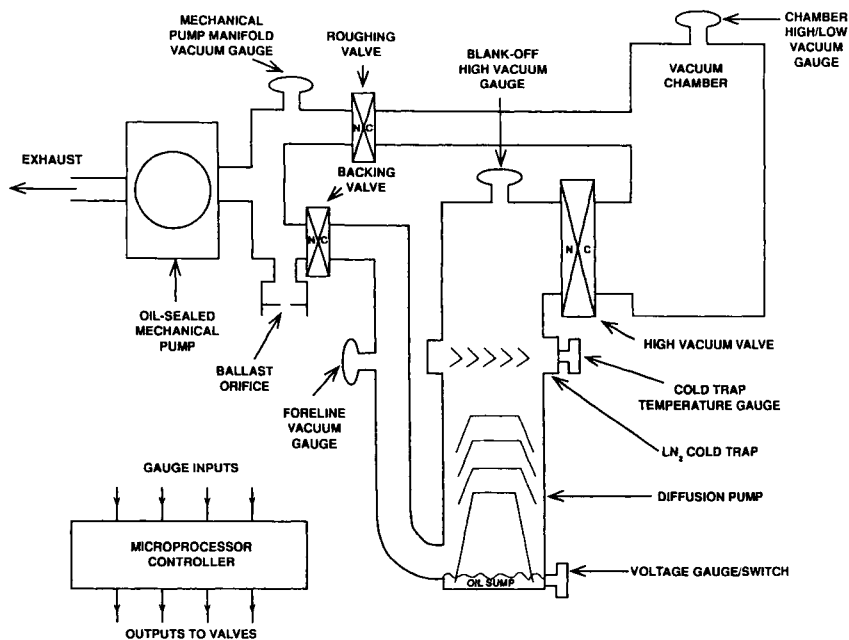 MECHANICAL
PUMP MANIFOLD
VACUUM GAUGE
ROUGHING
VALVE
BLANK-OFF
HIGH VACUUM
GAUGE
CHAMBER
HIGH/LOW
VACUUM
GAUGE
VACUUM
CHAMBER
N C
EXHAUST
BACKING
VALVE
N C
N C
OIL-SEALED
MECHANICAL
PUMP
BALLAST
ORIFICE
HIGH VACUUM VALVE
FORELINE
VACUUM
GAUGE
COLD TRAP
TEMPERATURE GAUGE
LN2 COLD TRAP
DIFFUSION PUMP
GAUGE INPUTS
MICROPROCESSOR
CONTROLLER
OUTPUTS TO VALVES
OIL SUMP
VOLTAGE GAUGE/SWITCH